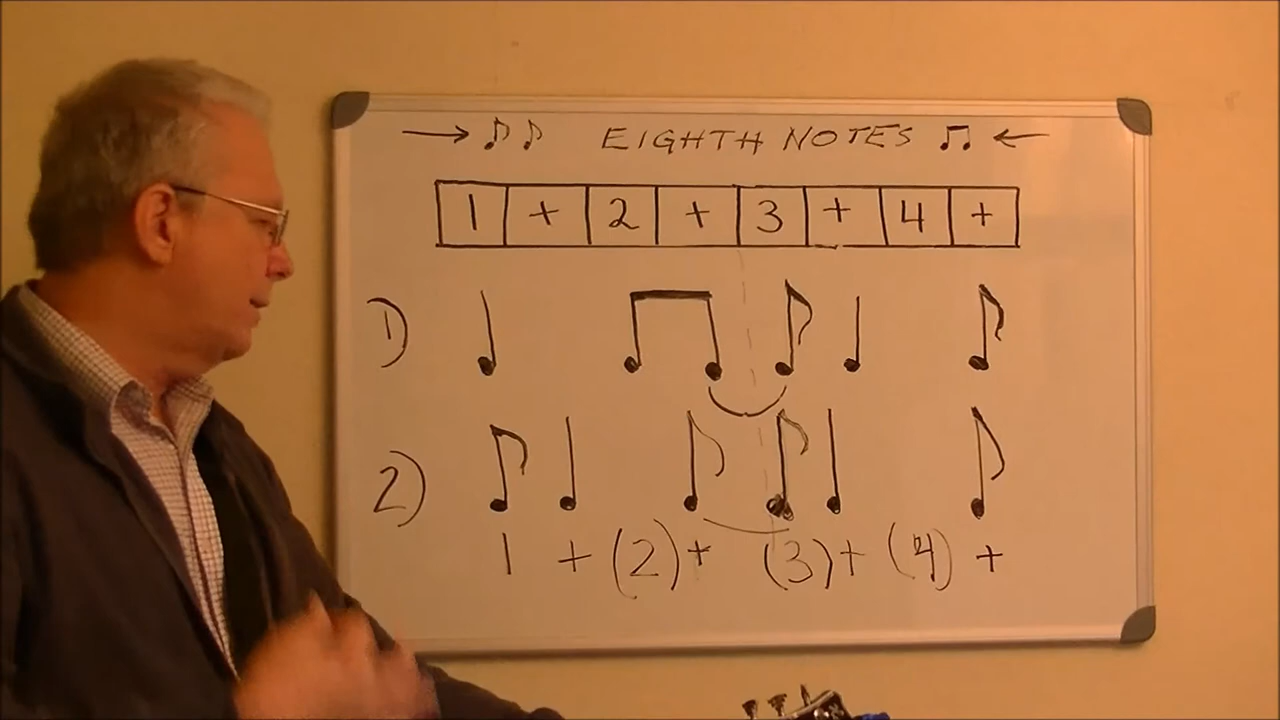 → ♪ ♪ EIGHTH NOTES ♫ ←
1 + 2 + 3 + 4 +
1)
2)
1 + (2) + (3) + (4) +